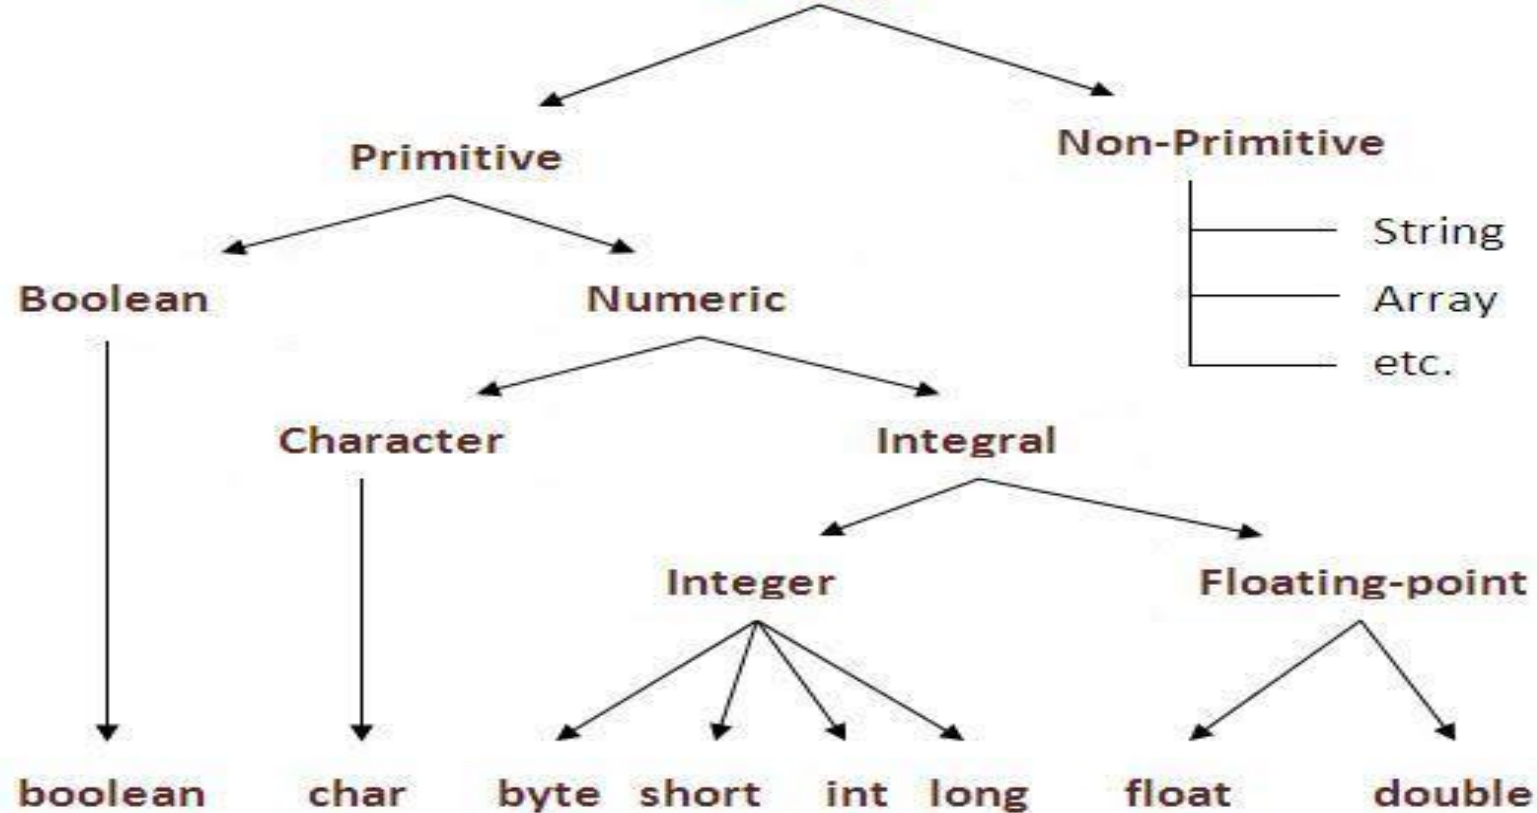 Primitive
Non-Primitive
String
Array
etc.
Boolean
Numeric
Character
Integral
Integer
Floating-point
boolean
char
byte
short
int
long
float
double